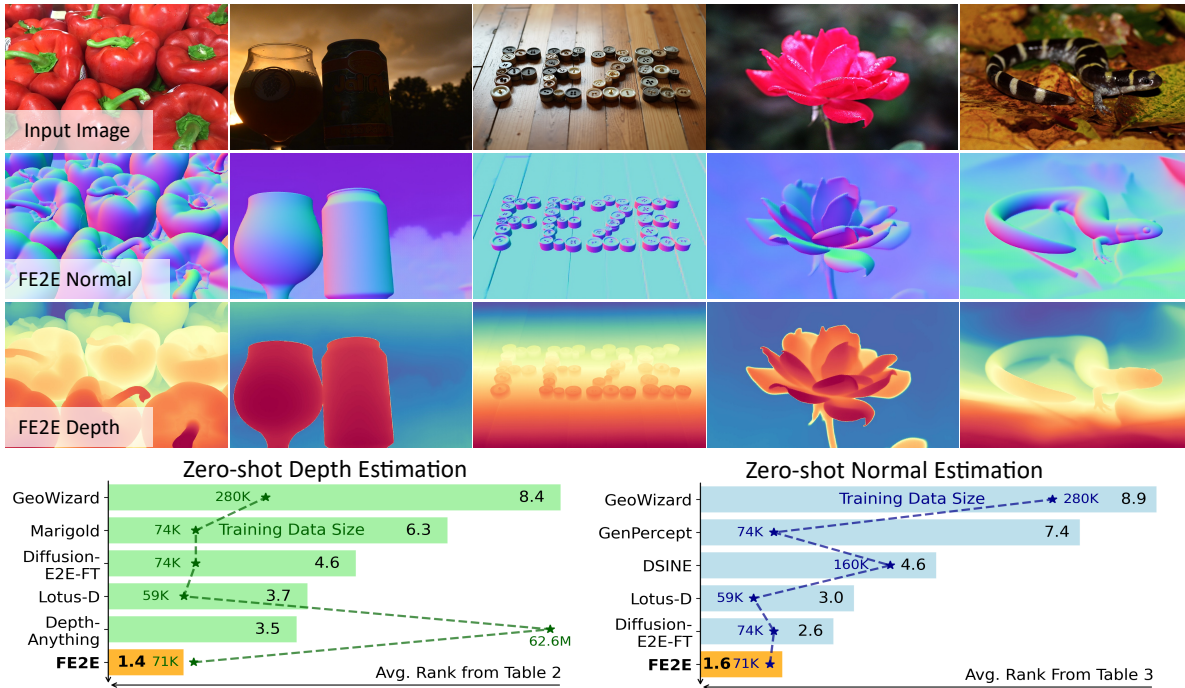 Input Image
FE2E Normal
FE2E
FE2E Depth
Zero-shot Depth Estimation
GeoWizard
280K
8.4
Marigold
74K
Training Data Size
6.3
Diffusion-
E2E-FT
74K
4.6
Lotus-D
59K
3.7
Depth-
Anything
3.5
62.6M
FE2E
1.4
71K
Avg. Rank from Table 2
Zero-shot Normal Estimation
GeoWizard
Training Data Size
280K
8.9
GenPercept
74K
7.4
DSINE
160K
4.6
Lotus-D
59K
3.0
Diffusion-
E2E-FT
74K
2.6
FE2E
1.6
71K
Avg. Rank From Table 3